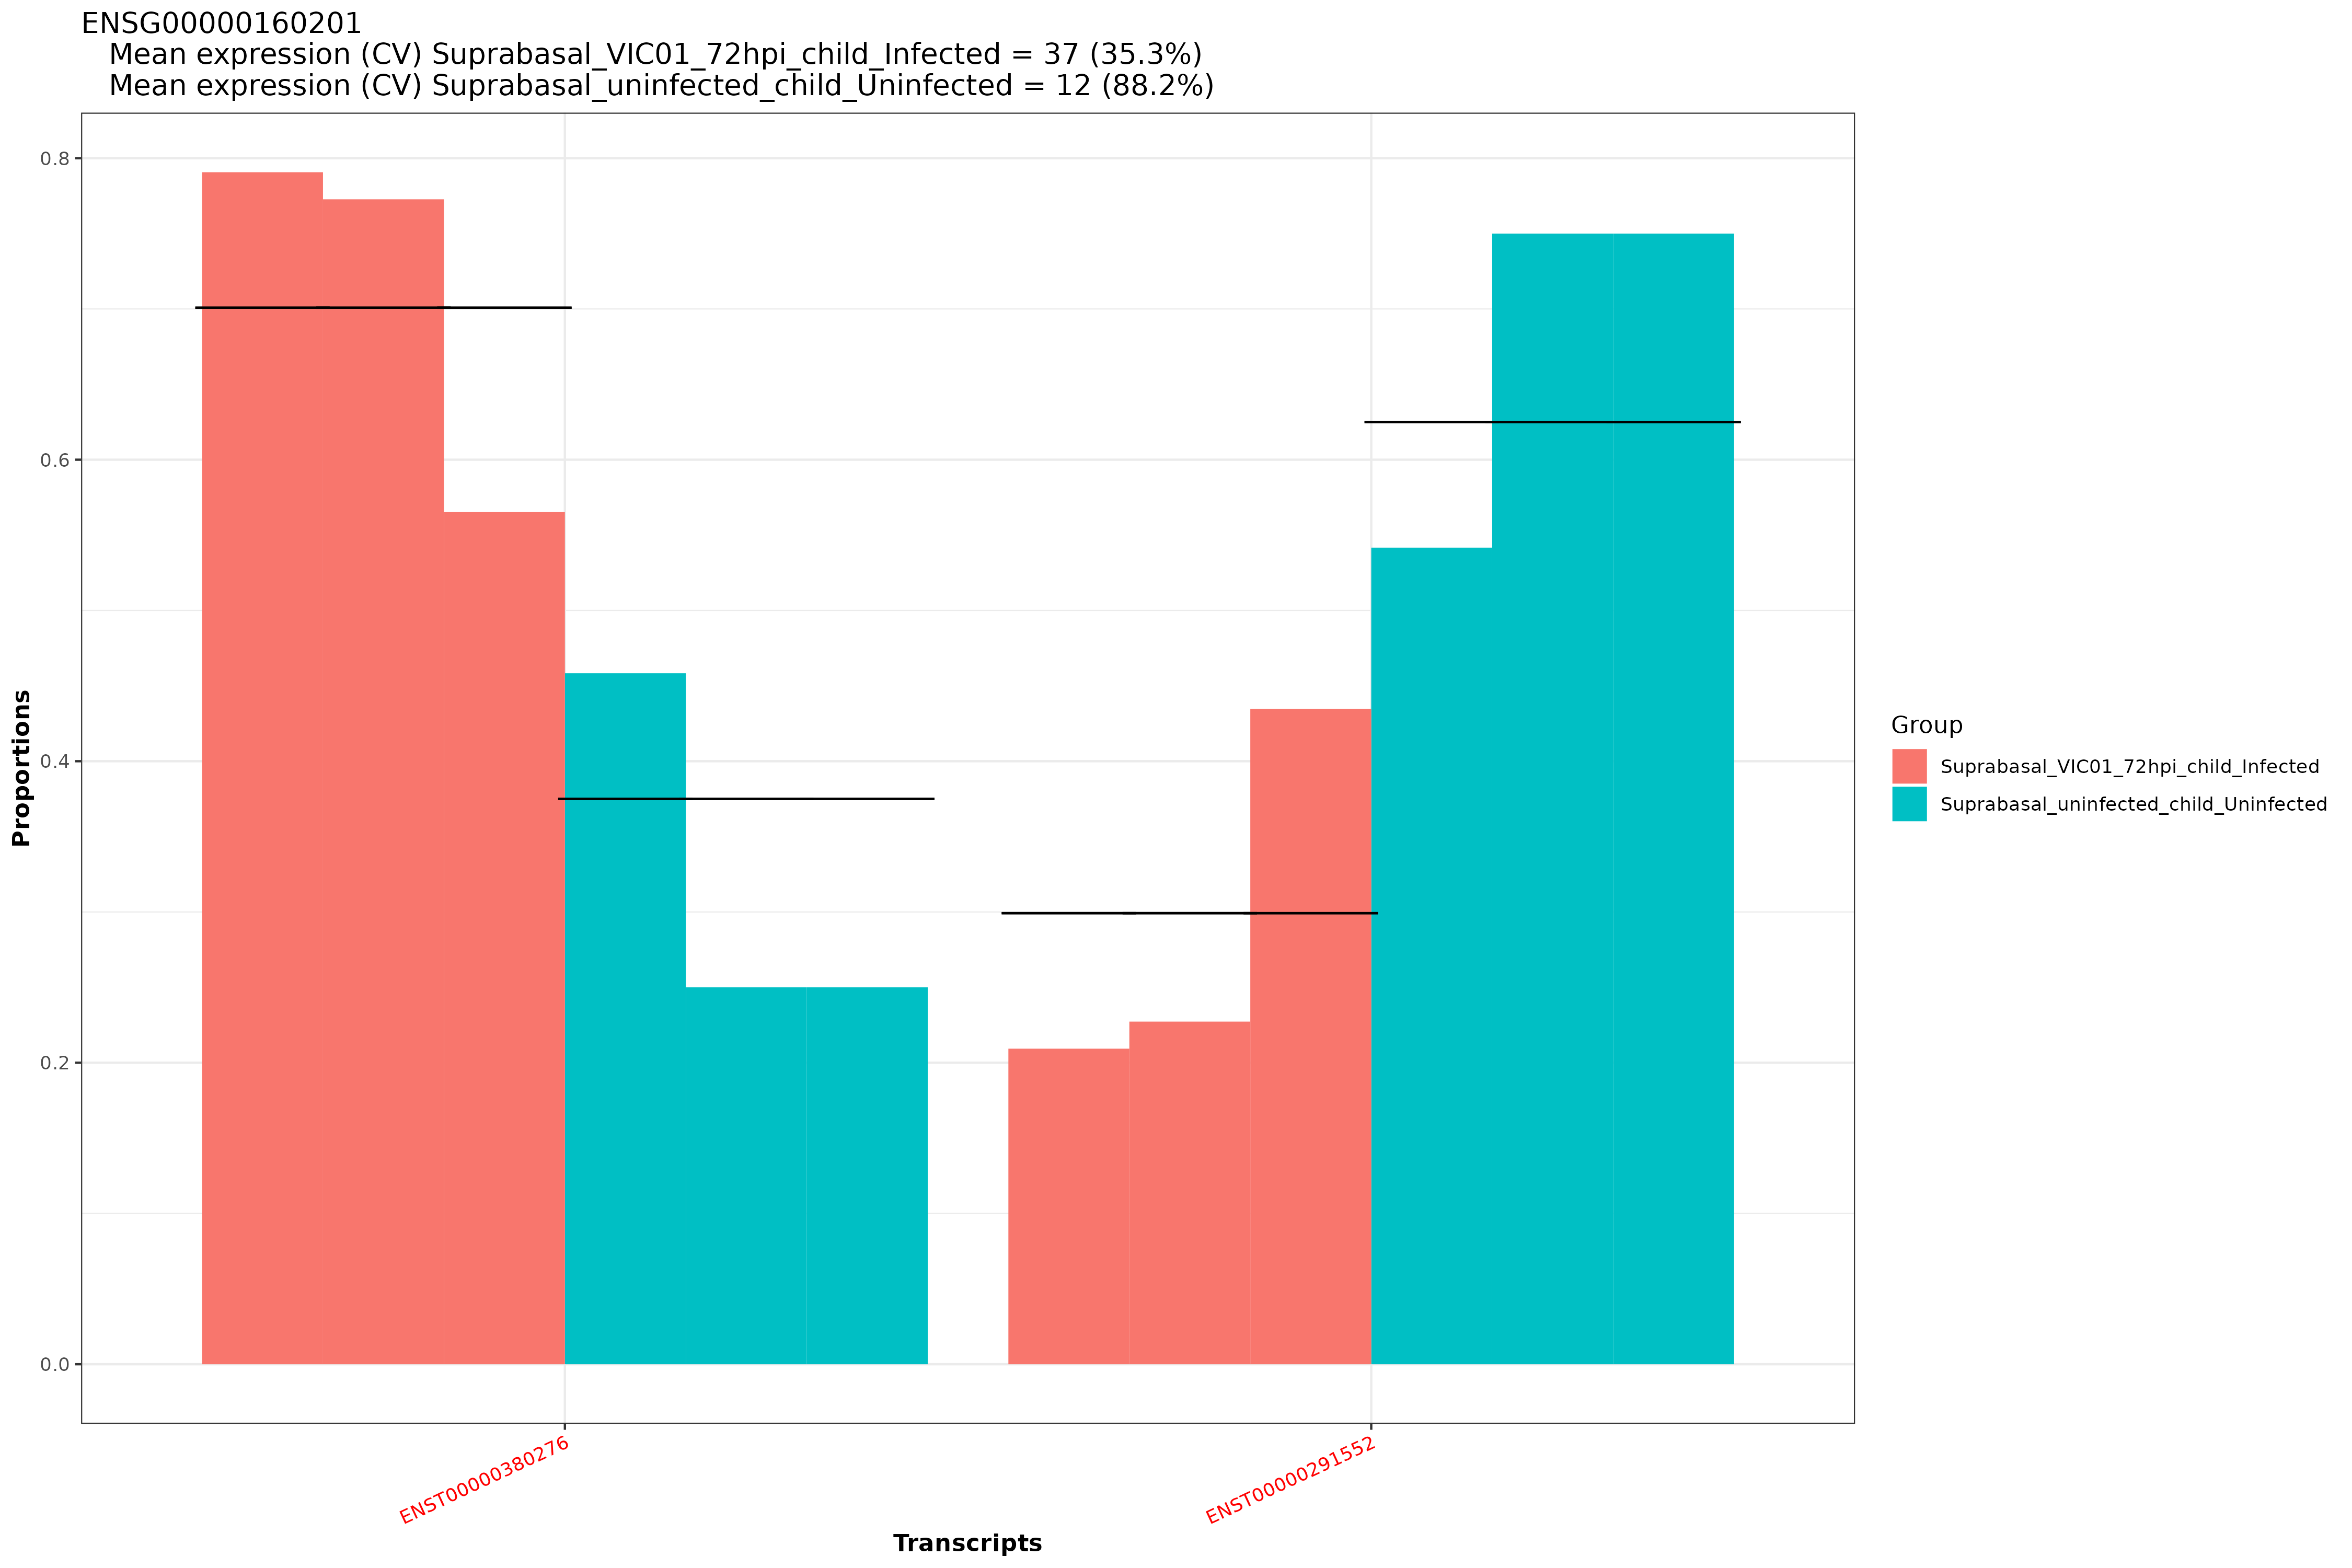 ENSG00000160201
Mean expression (CV) Suprabasal_VIC01_72hpi_child_Infected = 37 (35.3%)
Mean expression (CV) Suprabasal_uninfected_child_Uninfected = 12 (88.2%)
0.8
0.6
0.4
0.2
0.0
Proportions
ENST00000380276
ENST00000291552
Transcripts
Group
Suprabasal_VIC01_72hpi_child_Infected
Suprabasal_uninfected_child_Uninfected